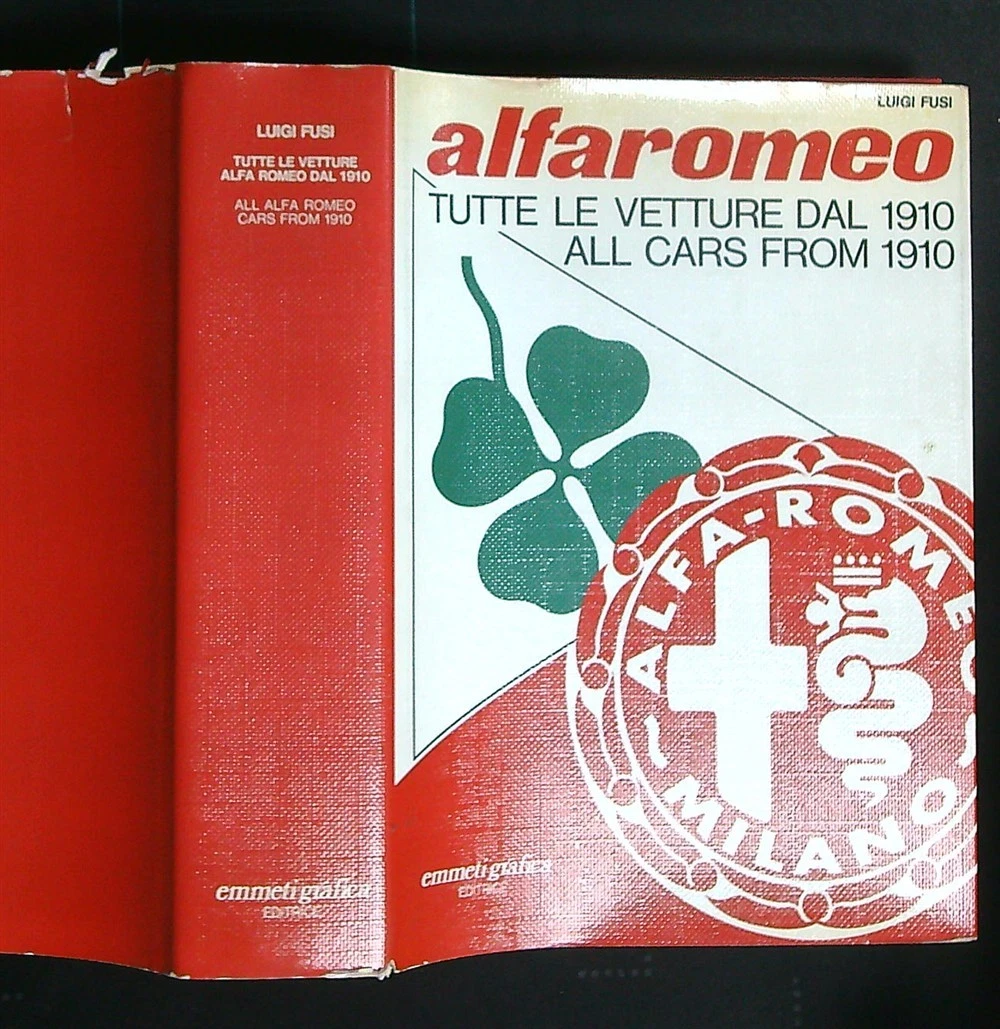 LUIGI FUSI
TUTTE LE VETTURE
ALFA ROMEO DAL 1910
ALL ALFA ROMEO
CARS FROM 1910
emmeti grafica
EDITRICE
LUIGI FUSI
alfaromeo
TUTTE LE VETTURE DAL 1910
ALL CARS FROM 1910
ALFA-ROMEO
MILANO
emmeti grafica
EDITRICE